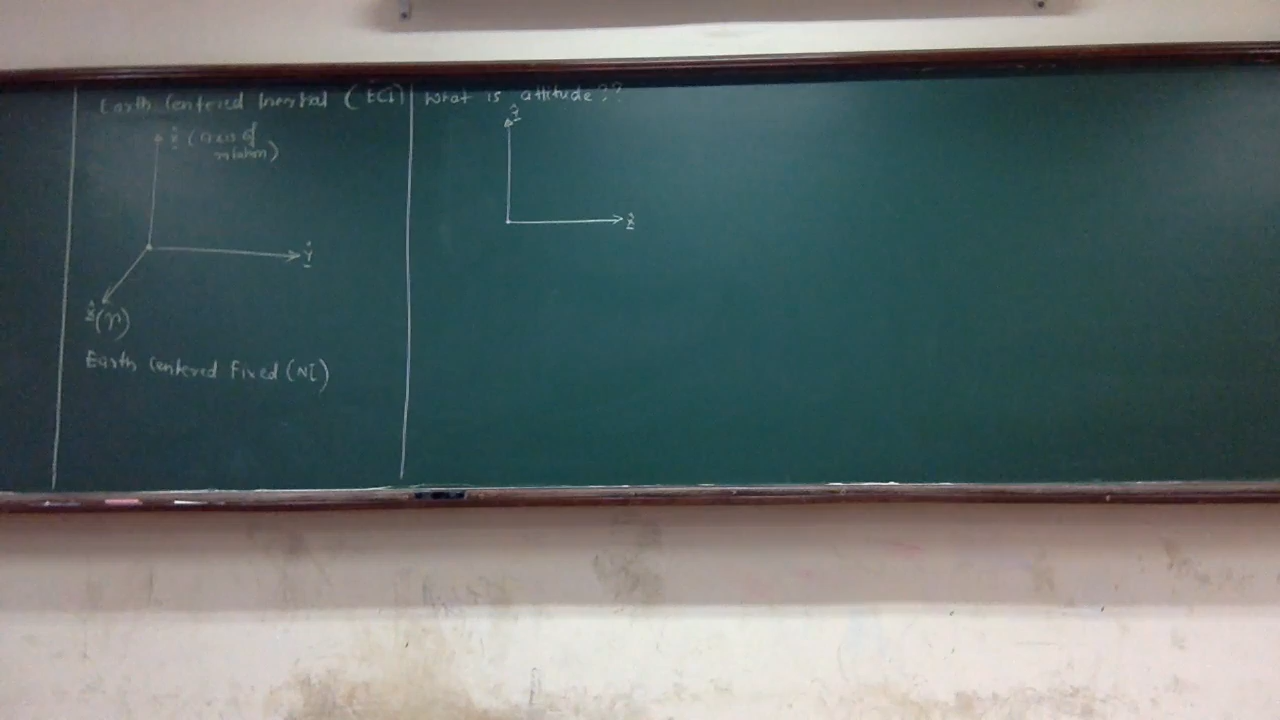 Earth Centered Inertial (ECI)
Ẑ (Axis of
rotation)
Ŷ
X̂ (♈)
Earth Centered Fixed (NI)
What is attitude??
Ŷ
X̂